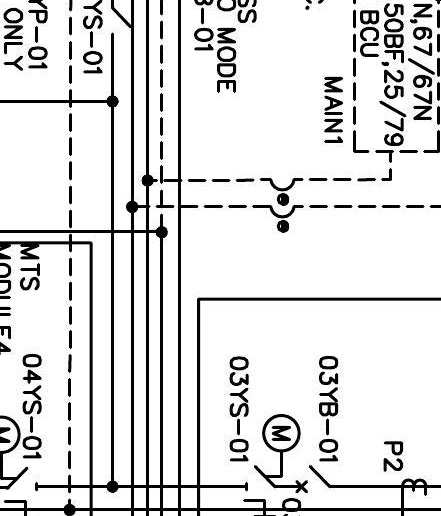 N,67/67N
50BF,25/79
BCU
MAIN1
SS
O MODE
B-01
YS-01
YP-01
ONLY
P2
03YB-01
M
03YS-01
MTS
MODULE4
04YS-01
M